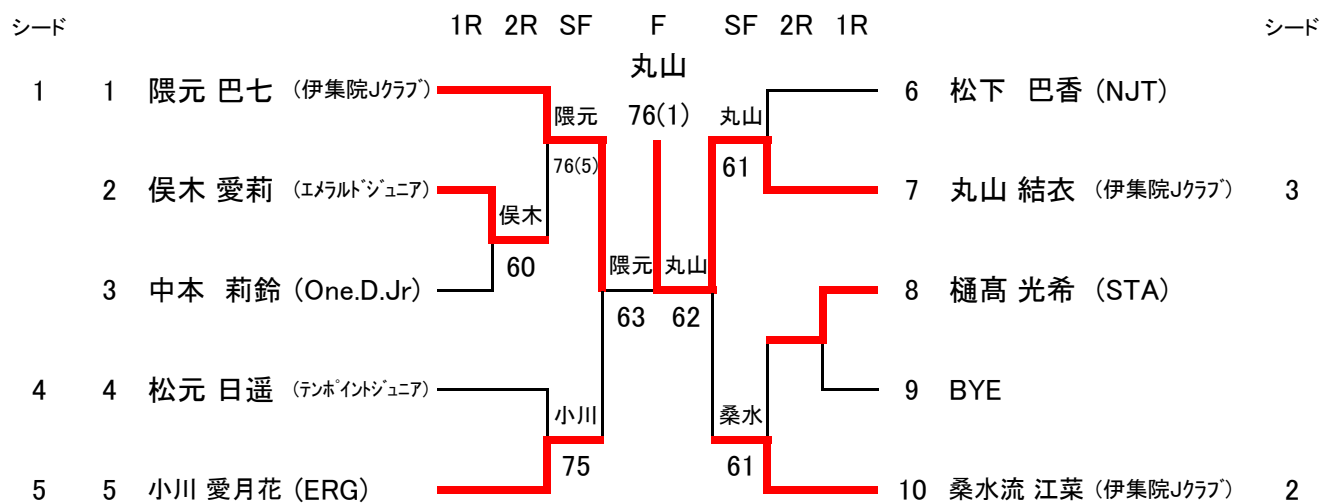 シード 1R 2R SF F SF 2R 1R シード
丸山
1 1 隈元 巴七 (伊集院Jクラブ) 6 松下 巴香 (NJT)
隈元 76(1) 丸山
76(5) 61
2 俣木 愛莉 (エメラルドジュニア) 7 丸山 結衣 (伊集院Jクラブ) 3
俣木
60 隈元 丸山
3 中本 莉鈴 (One.D.Jr) 8 樋髙 光希 (STA)
63 62
4 4 松元 日遥 (テンポイントジュニア) 9 BYE
小川 桑水
75 61
5 5 小川 愛月花 (ERG) 10 桑水流 江菜 (伊集院Jクラブ) 2